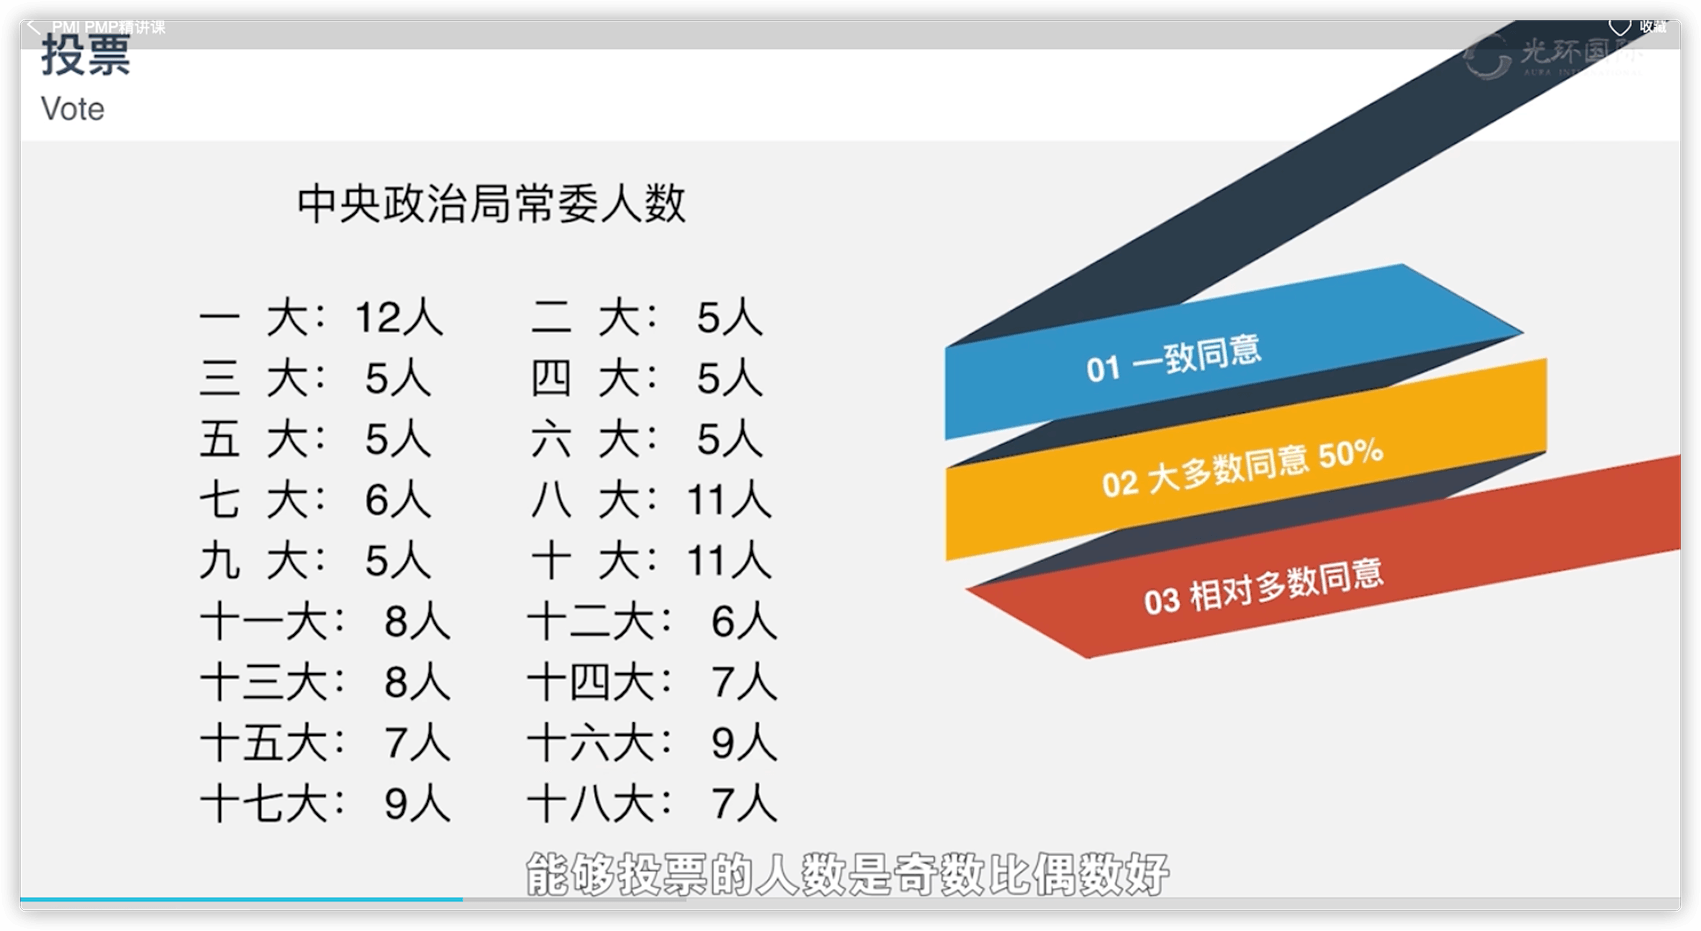 PMI PMP精讲课
收藏
投票
Vote
光环国际
AURA INTERNATIONAL
中央政治局常委人数
一 大： 12人 二 大： 5人
三 大： 5人 四 大： 5人
五 大： 5人 六 大： 5人
七 大： 6人 八 大： 11人
九 大： 5人 十 大： 11人
十一大： 8人 十二大： 6人
十三大： 8人 十四大： 7人
十五大： 7人 十六大： 9人
十七大： 9人 十八大： 7人
01 一致同意
02 大多数同意 50%
03 相对多数同意
能够投票的人数是奇数比偶数好